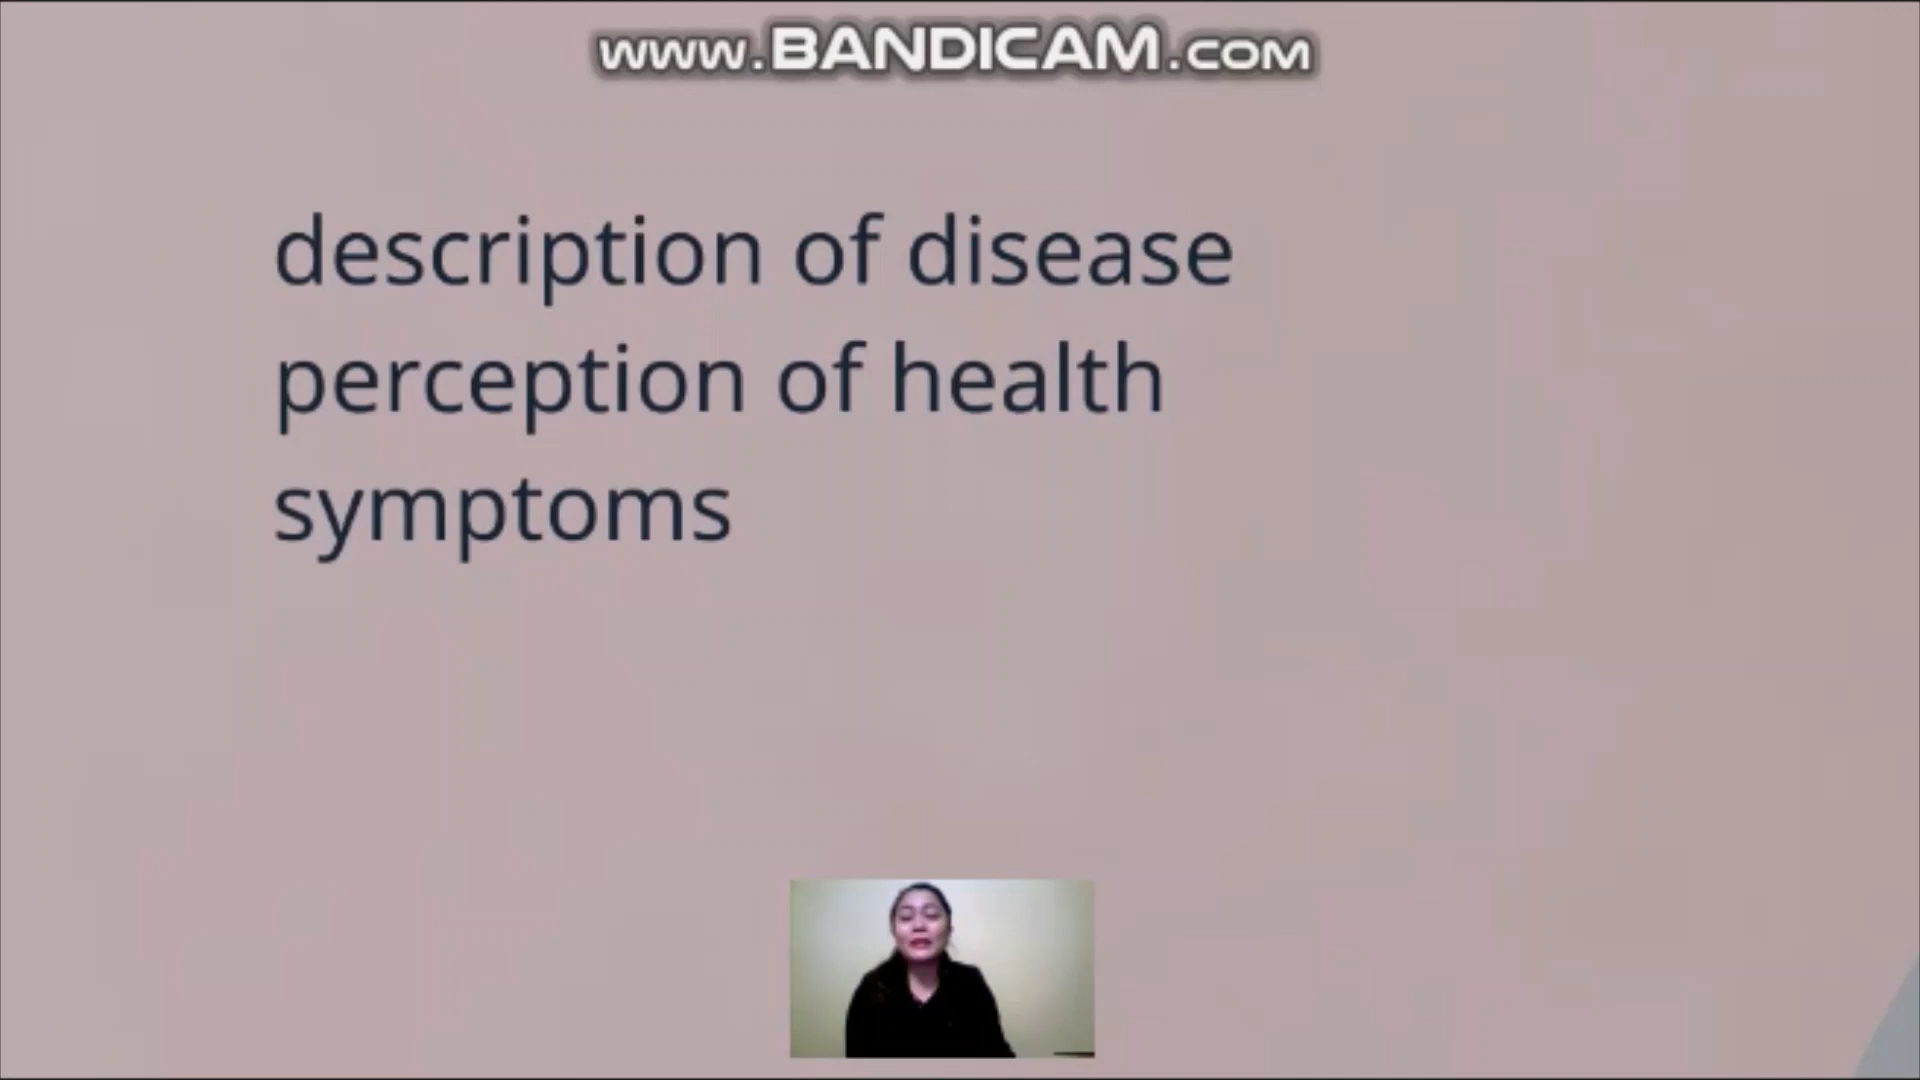 www.BANDICAM.com
description of disease
perception of health
symptoms